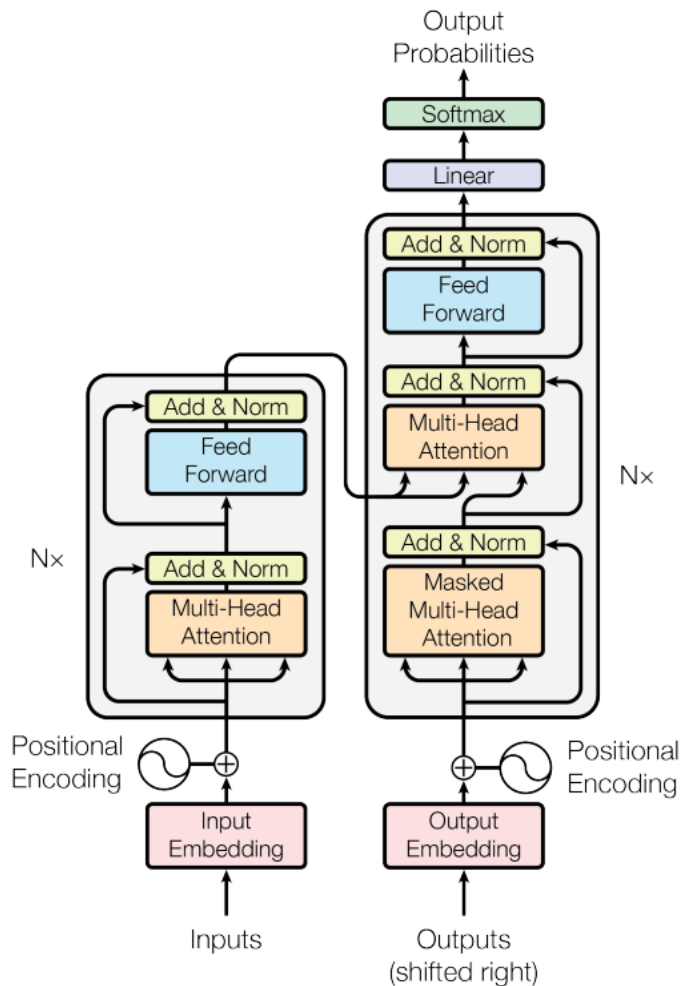 Output
Probabilities
Softmax
Linear
Add & Norm
Feed
Forward
Add & Norm
Multi-Head
Attention
Nx
Add & Norm
Masked
Multi-Head
Attention
Add & Norm
Feed
Forward
Nx
Add & Norm
Multi-Head
Attention
Positional
Encoding
Positional
Encoding
Input
Embedding
Output
Embedding
Inputs
Outputs
(shifted right)